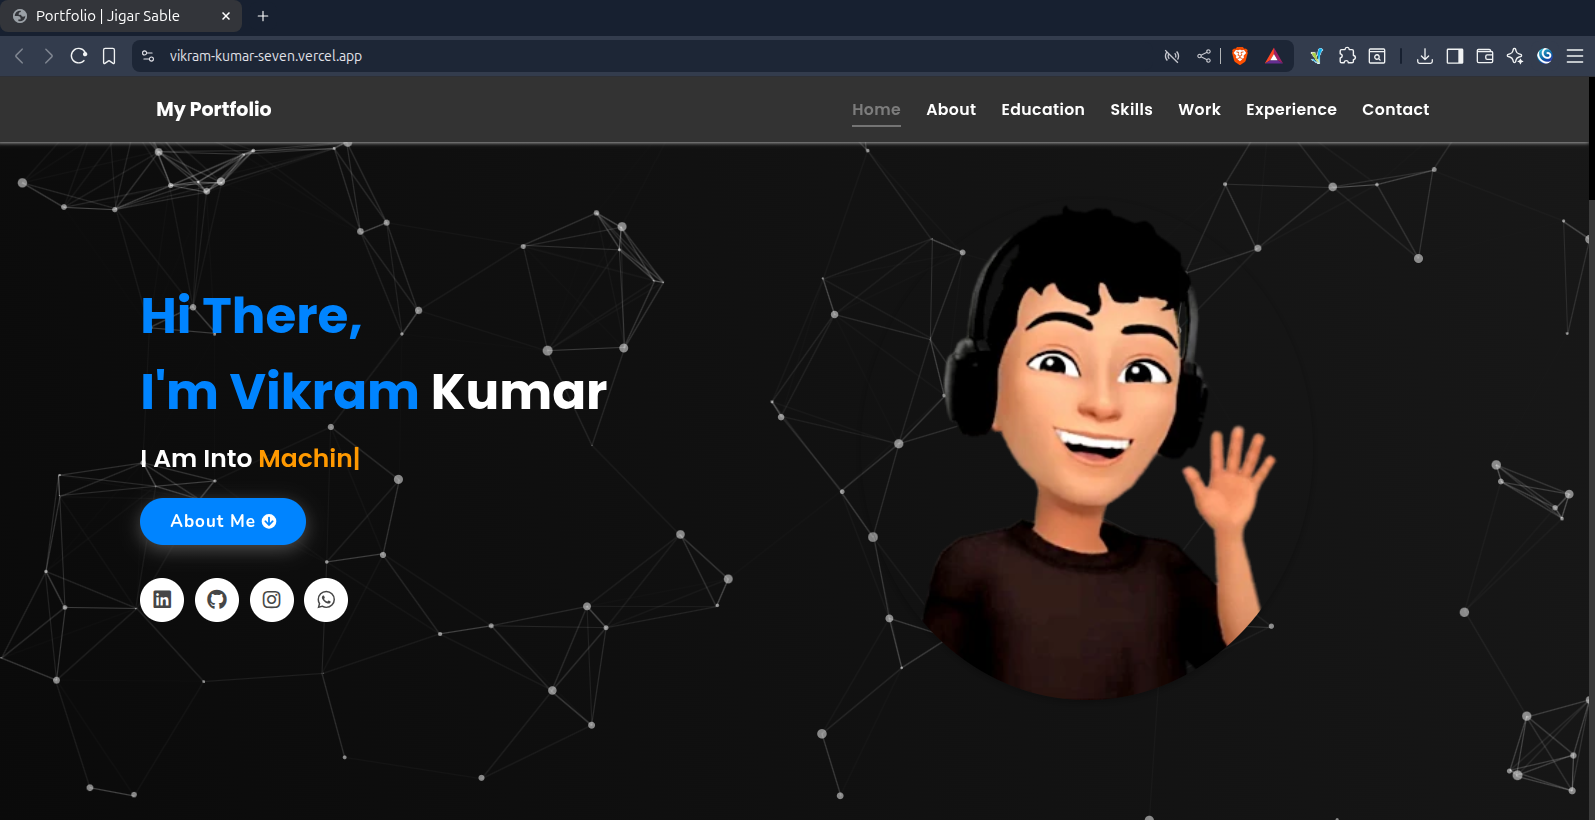 Portfolio | Jigar Sable
vikram-kumar-seven.vercel.app
My Portfolio
Home About Education Skills Work Experience Contact
Hi There,
I'm Vikram Kumar
I Am Into Machin|
About Me